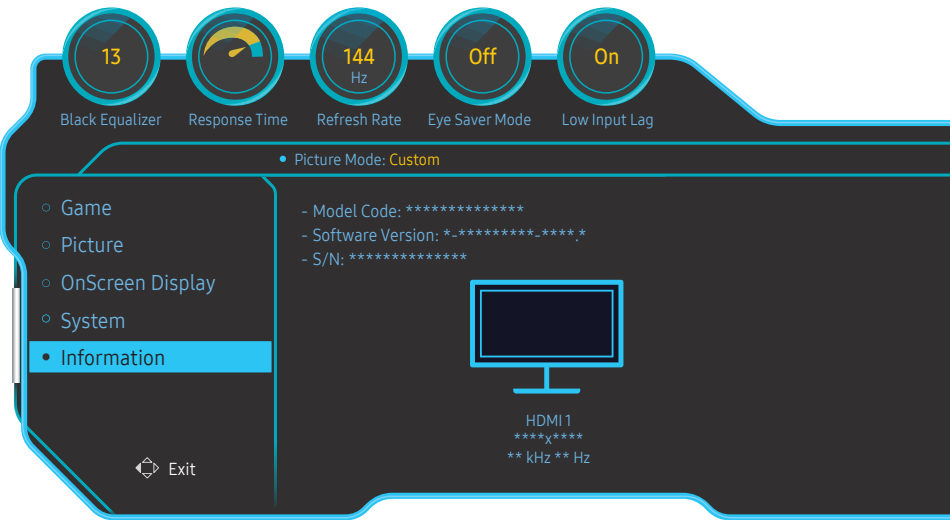 13
144
Hz
Off
On
Black Equalizer
Response Time
Refresh Rate
Eye Saver Mode
Low Input Lag
Picture Mode: Custom
Game
Picture
OnScreen Display
System
Information
Exit
- Model Code: **************
- Software Version: *-*********-****.*
- S/N: **************
HDMI 1
****x****
** kHz ** Hz